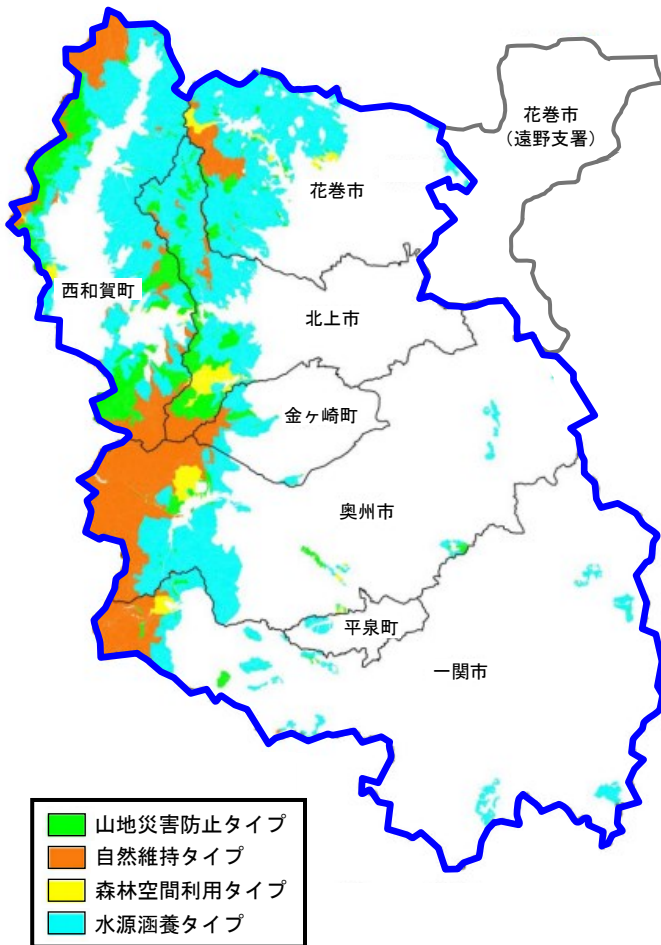 花巻市
(遠野支署)
花巻市
西和賀町
北上市
金ヶ崎町
奥州市
平泉町
一関市
山地災害防止タイプ
自然維持タイプ
森林空間利用タイプ
水源涵養タイプ